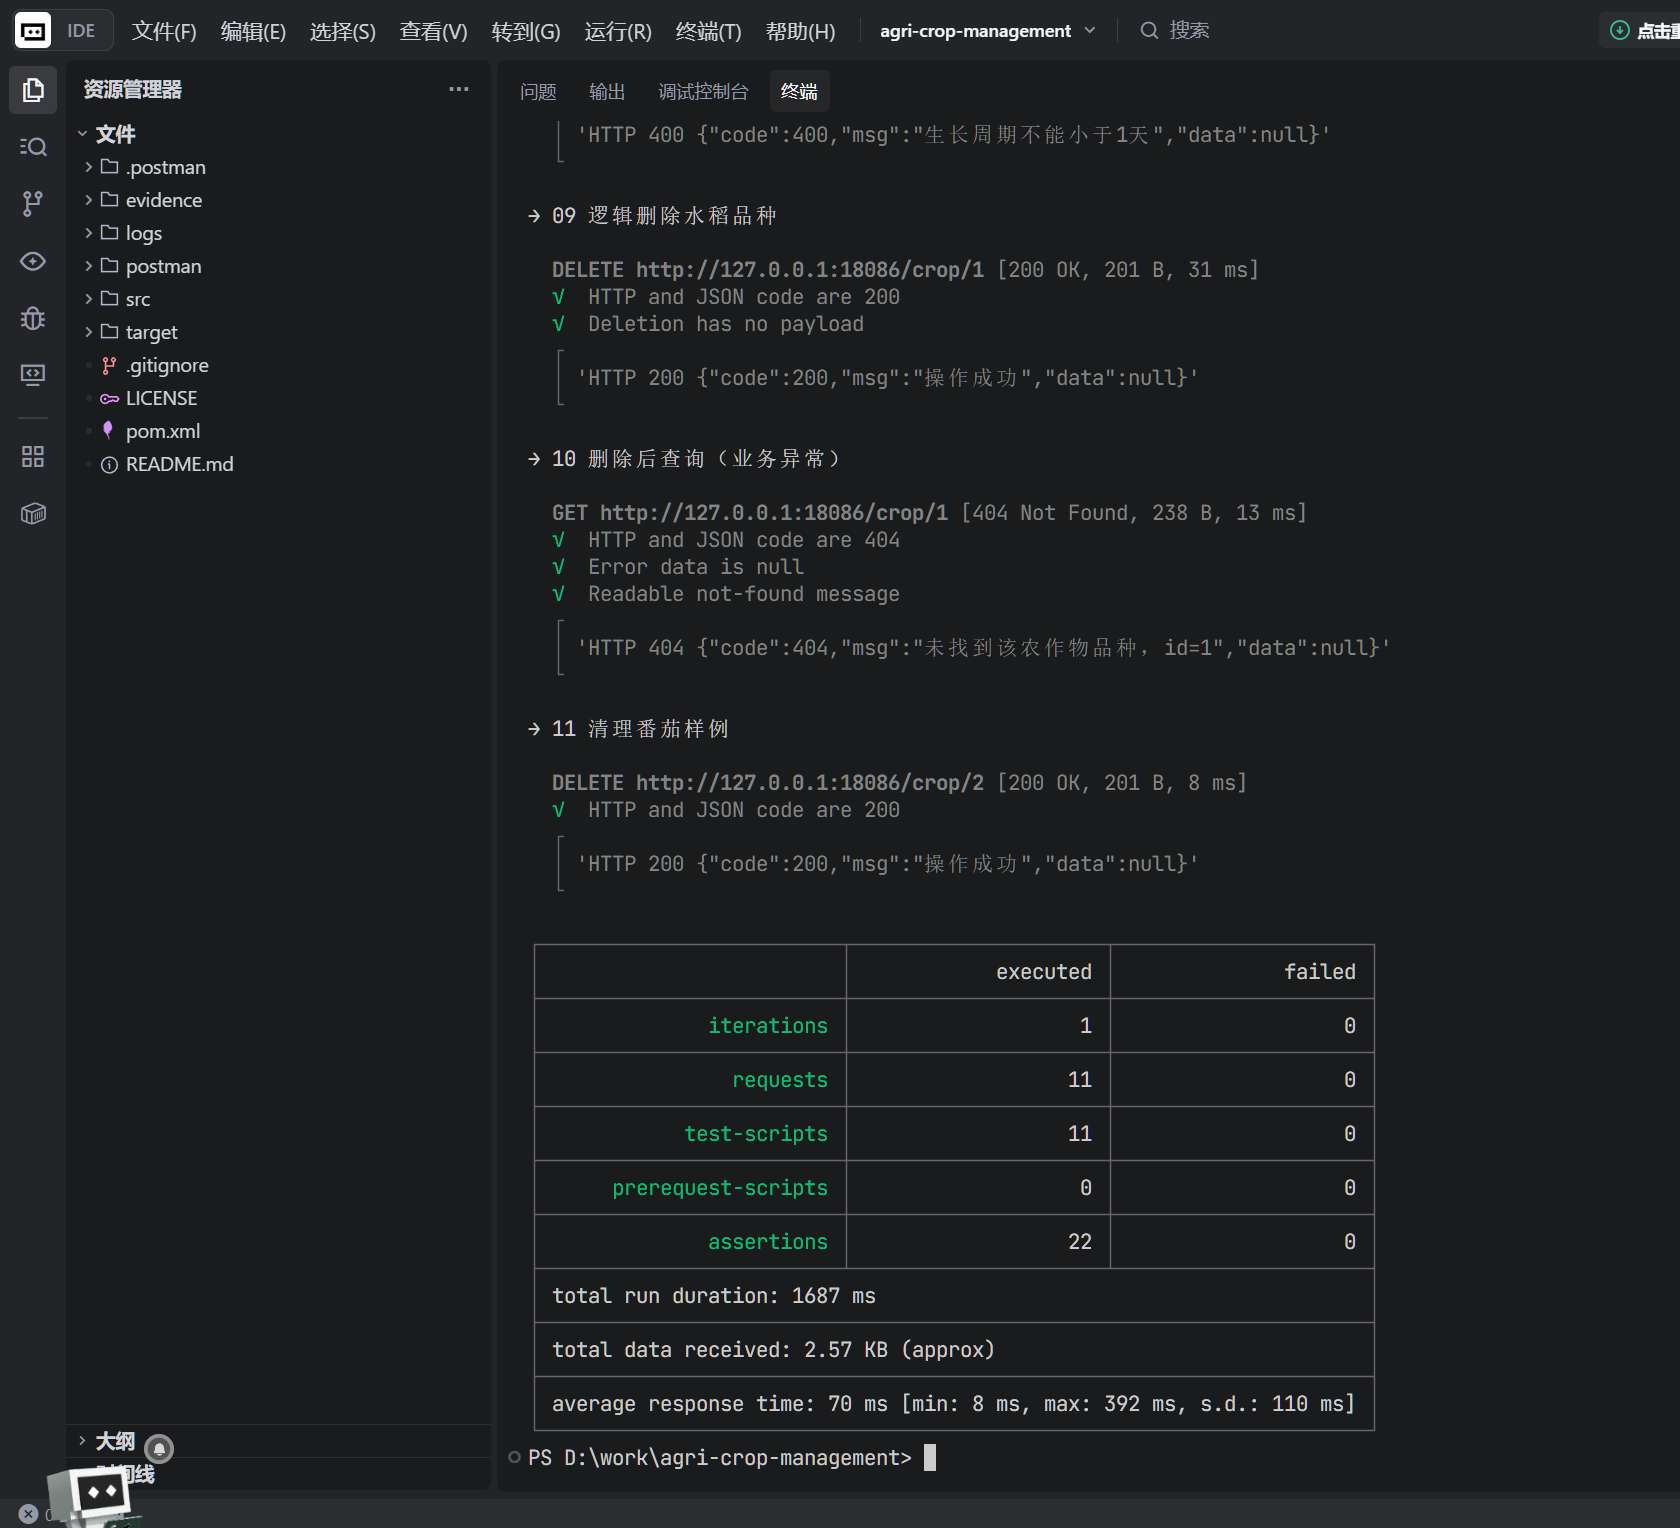 IDE 文件(F) 编辑(E) 选择(S) 查看(V) 转到(G) 运行(R) 终端(T) 帮助(H) agri-crop-management 搜索 点击重
资源管理器 ···
文件
.postman
evidence
logs
postman
src
target
.gitignore
LICENSE
pom.xml
README.md
大纲
时间线
问题 输出 调试控制台 终端
'HTTP 400 {"code":400,"msg":"生长周期不能小于1天","data":null}'
→ 09 逻辑删除水稻品种
DELETE http://127.0.0.1:18086/crop/1 [200 OK, 201 B, 31 ms]
√ HTTP and JSON code are 200
√ Deletion has no payload
'HTTP 200 {"code":200,"msg":"操作成功","data":null}'
→ 10 删除后查询（业务异常）
GET http://127.0.0.1:18086/crop/1 [404 Not Found, 238 B, 13 ms]
√ HTTP and JSON code are 404
√ Error data is null
√ Readable not-found message
'HTTP 404 {"code":404,"msg":"未找到该农作物品种，id=1","data":null}'
→ 11 清理番茄样例
DELETE http://127.0.0.1:18086/crop/2 [200 OK, 201 B, 8 ms]
√ HTTP and JSON code are 200
'HTTP 200 {"code":200,"msg":"操作成功","data":null}'
executed failed
iterations 1 0
requests 11 0
test-scripts 11 0
prerequest-scripts 0 0
assertions 22 0
total run duration: 1687 ms
total data received: 2.57 KB (approx)
average response time: 70 ms [min: 8 ms, max: 392 ms, s.d.: 110 ms]
PS D:\work\agri-crop-management>